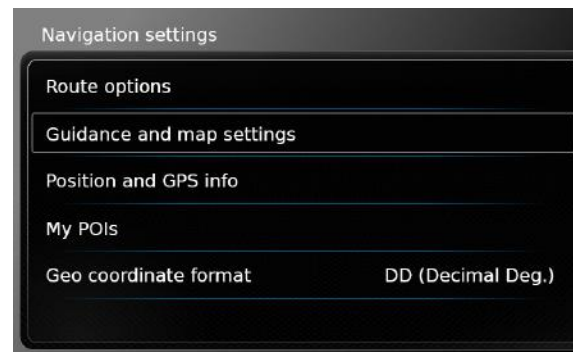 Navigation settings
Route options
Guidance and map settings
Position and GPS info
My POIs
Geo coordinate format DD (Decimal Deg.)